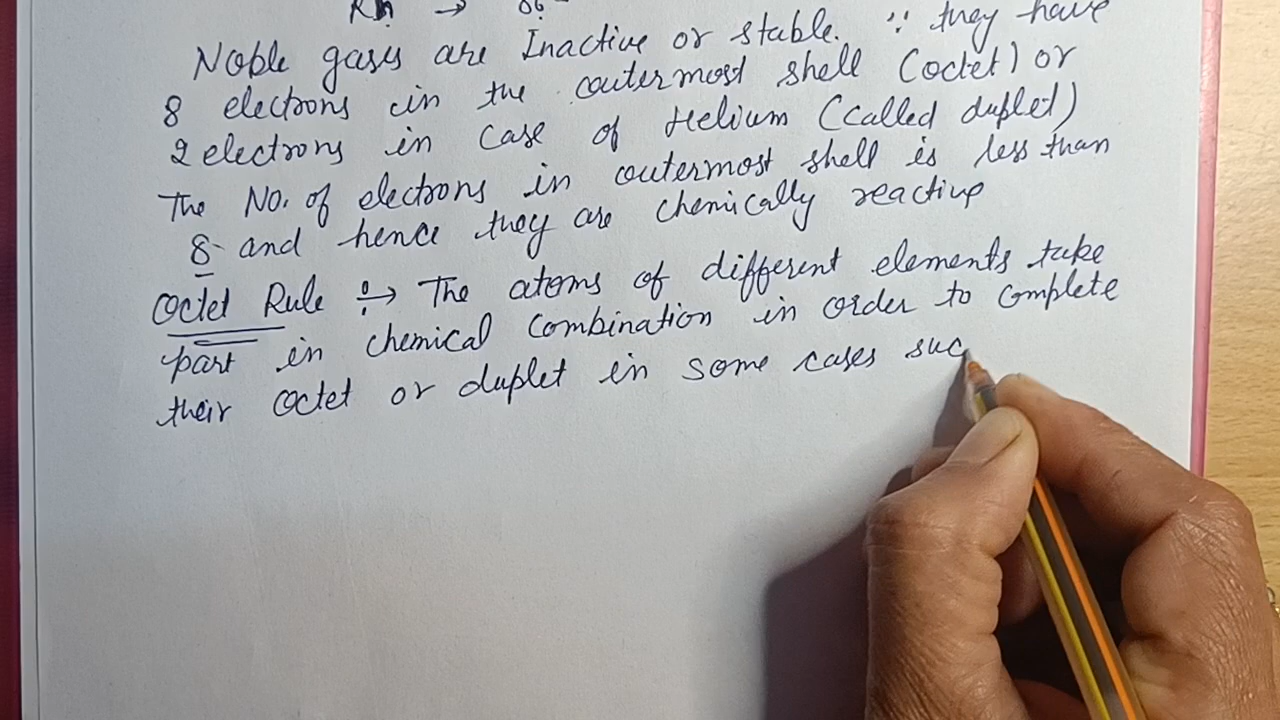 Rn → 86
Noble gases are Inactive or stable. ∵ they have
8 electrons in the outermost shell (octet) or
2 electrons in case of Helium (called duplet)
The No. of electrons in outermost shell is less than
8 and hence they are chemically reactive
Octet Rule :→ The atoms of different elements take
part in chemical combination in order to complete
their octet or duplet in some cases suc